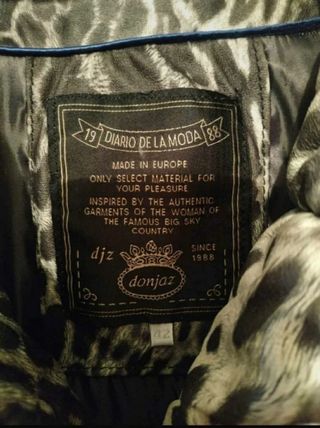 19 DIARIO DE LA MODA 88
MADE IN EUROPE
ONLY SELECT MATERIAL FOR
YOUR PLEASURE
INSPIRED BY THE AUTHENTIC
GARMENTS OF THE WOMAN OF
THE FAMOUS BIG SKY
COUNTRY
djz
SINCE
1988
donjaz
42